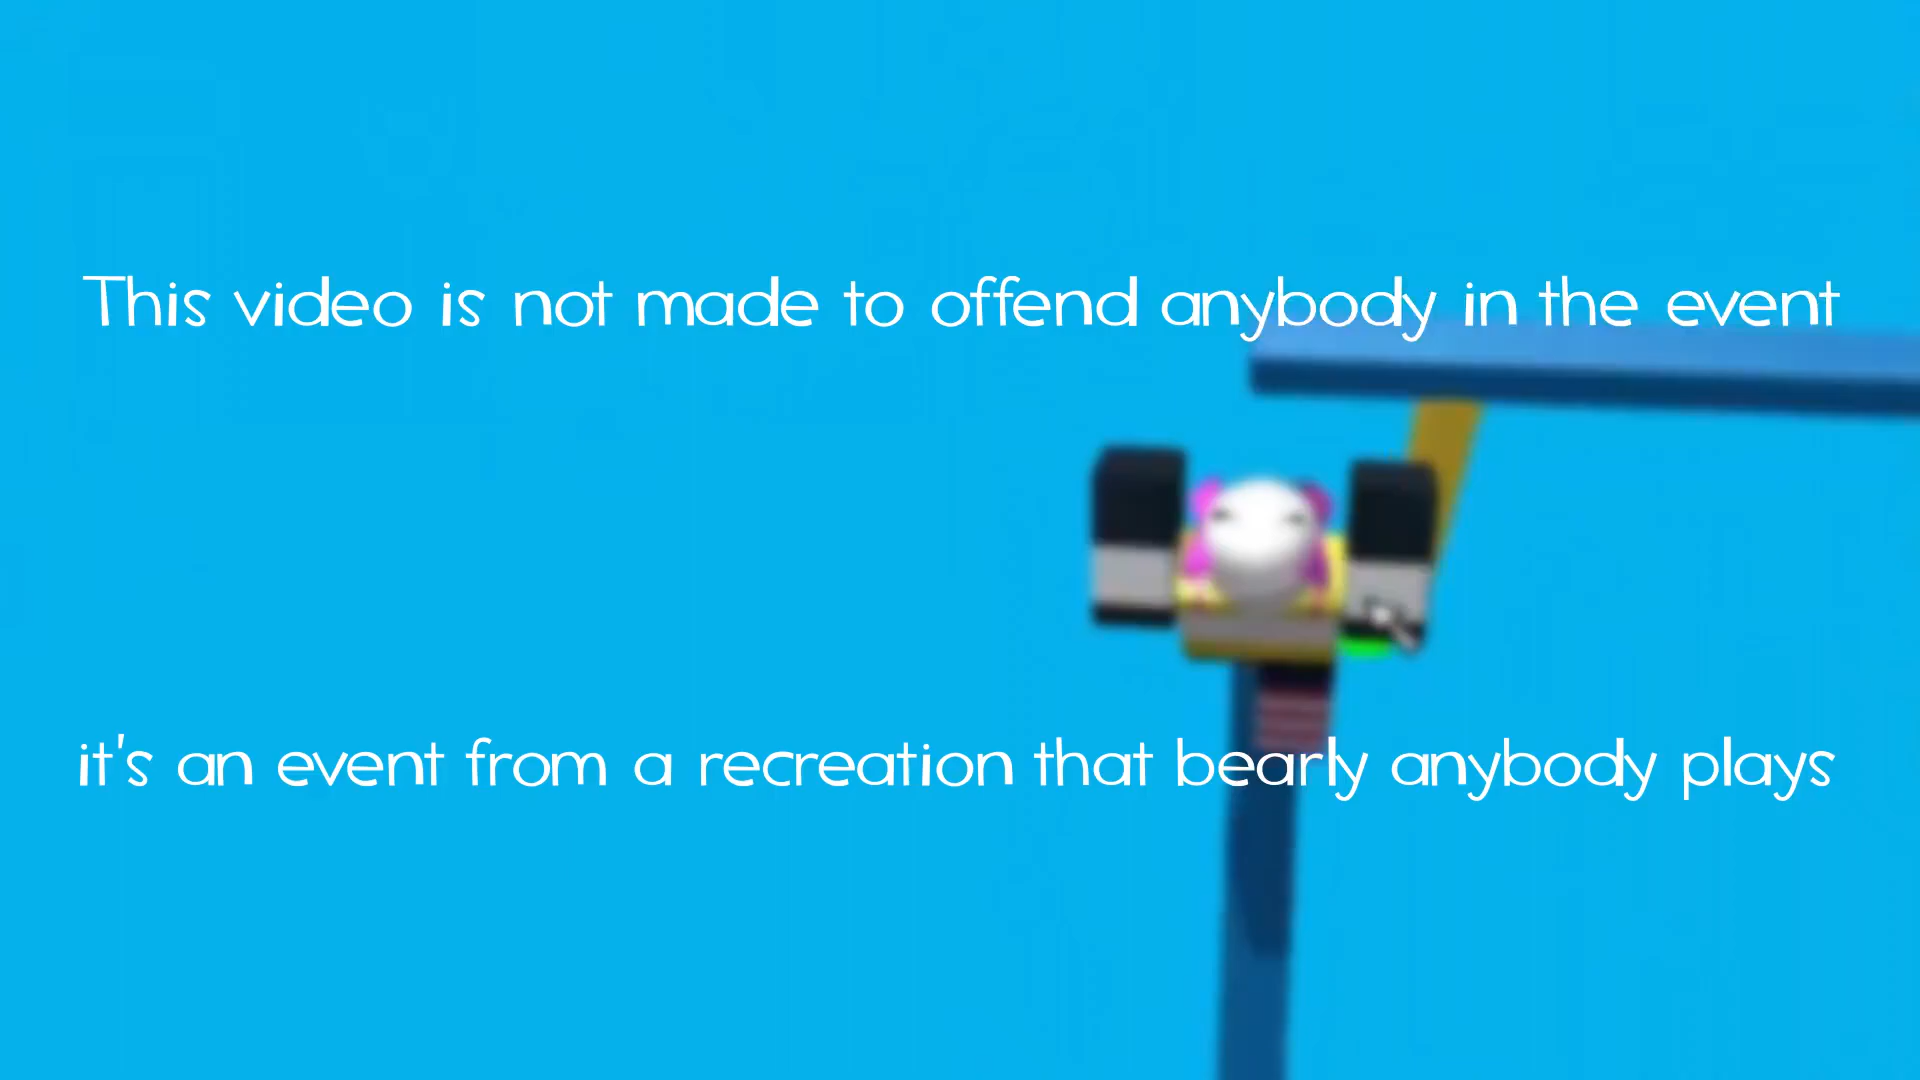 This video is not made to offend anybody in the event
it's an event from a recreation that bearly anybody plays